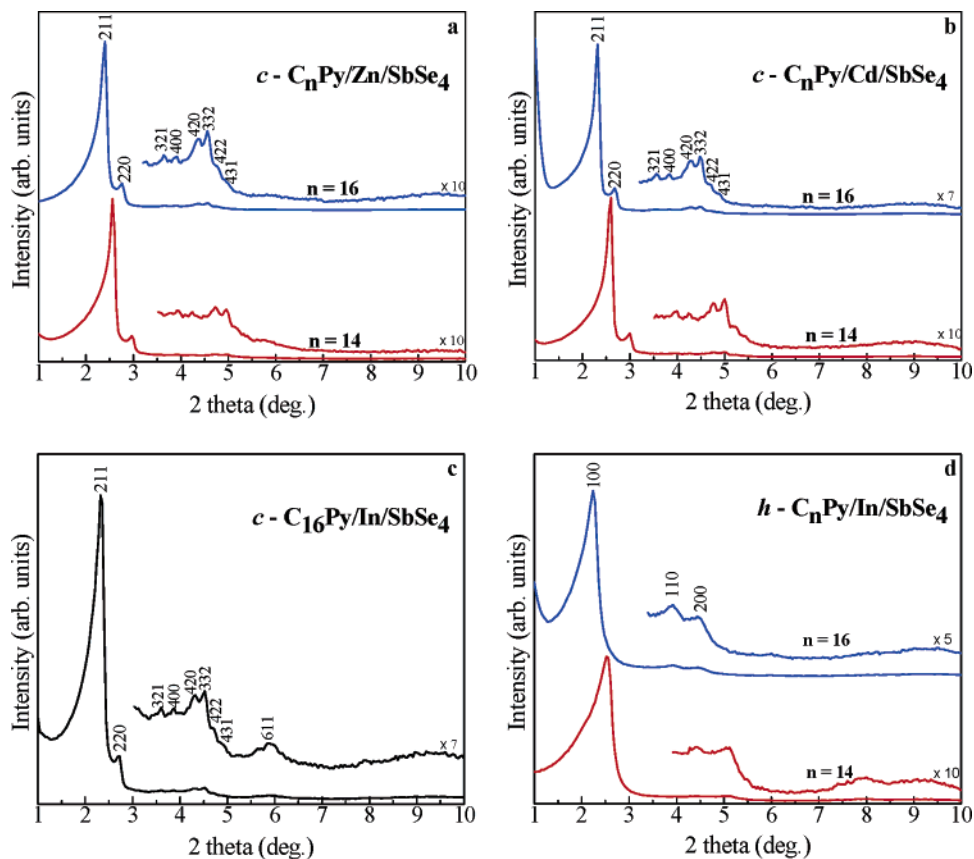 a
211
c - CnPy/Zn/SbSe4
321
400
420
332
422
431
220
n = 16
x 10
n = 14
x 10
Intensity (arb. units)
1 2 3 4 5 6 7 8 9 10
2 theta (deg.)
b
211
c - CnPy/Cd/SbSe4
321
400
420
332
422
431
220
n = 16
x 7
n = 14
x 10
Intensity (arb. units)
1 2 3 4 5 6 7 8 9 10
2 theta (deg.)
c
211
c - C16Py/In/SbSe4
321
400
420
332
422
431
611
220
x 7
Intensity (arb. units)
1 2 3 4 5 6 7 8 9 10
2 theta (deg.)
d
100
h - CnPy/In/SbSe4
110
200
n = 16
x 5
n = 14
x 10
Intensity (arb. units)
1 2 3 4 5 6 7 8 9 10
2 theta (deg.)